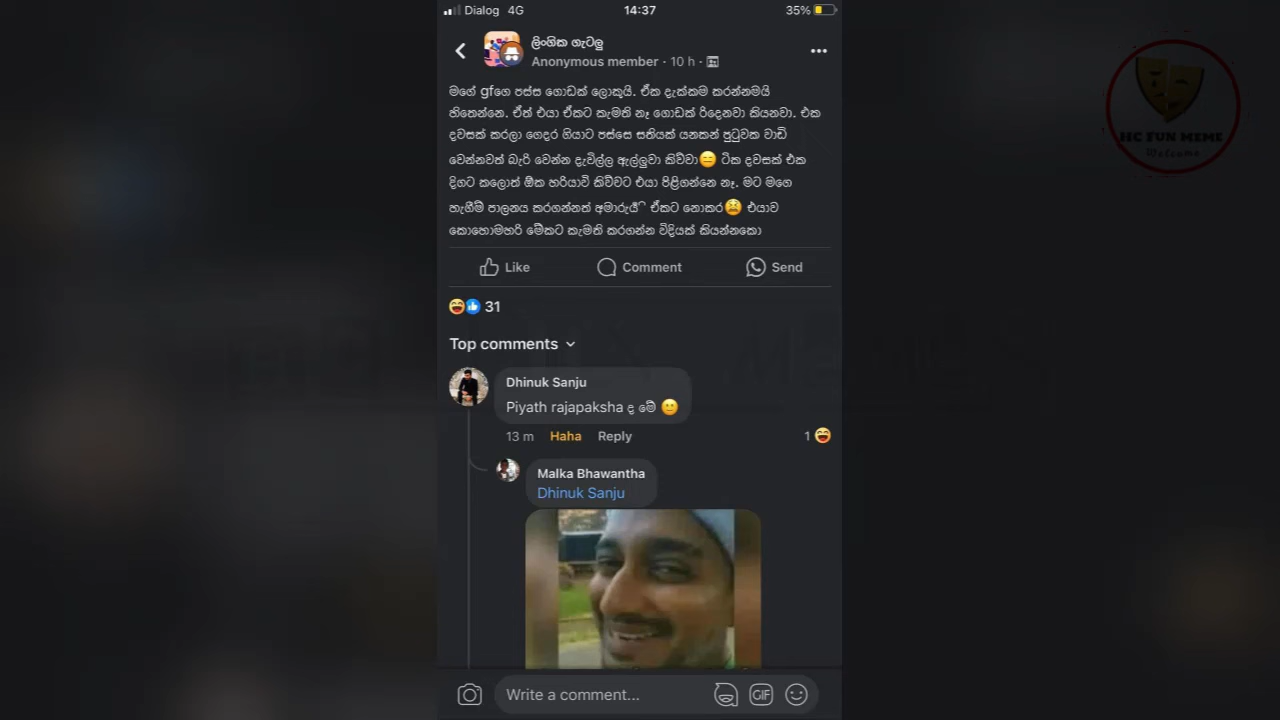 Dialog 4G
14:37
35%
ලිංගික ගැටලු
Anonymous member · 10 h ·
මගේ gfගෙ පස්ස ගොඩක් ලොකුයි. ඒක දැක්කම කරන්නමයි
හිතෙන්නෙ. ඒත් එයා ඒකට කැමති නෑ ගොඩක් රිදෙනවා කියනවා. එක
දවසක් කරලා ගෙදර ගියාට පස්සෙ සතියක් යනකන් පුටුවක වාඩි
වෙන්නවත් බැරි වෙන්න දැවිල්ල ඇල්ලුවා කිව්වා😑 ටික දවසක් එක
දිගට කලොත් ඕක හරියාවි කිව්වට එයා පිළිගන්නෙ නෑ. මට මගෙ
හැගීම් පාලනය කරගන්නත් අමාරුයි ඒකට නොකර😫 එයාව
කොහොමහරි මේකට කැමති කරගන්න විදියක් කියන්නකො
Like
Comment
Send
31
Top comments
Dhinuk Sanju
Piyath rajapaksha ද මේ 🙂
13 m Haha Reply
1
Malka Bhawantha
Dhinuk Sanju
Write a comment...
GIF
HC FUN MEME
Welcome